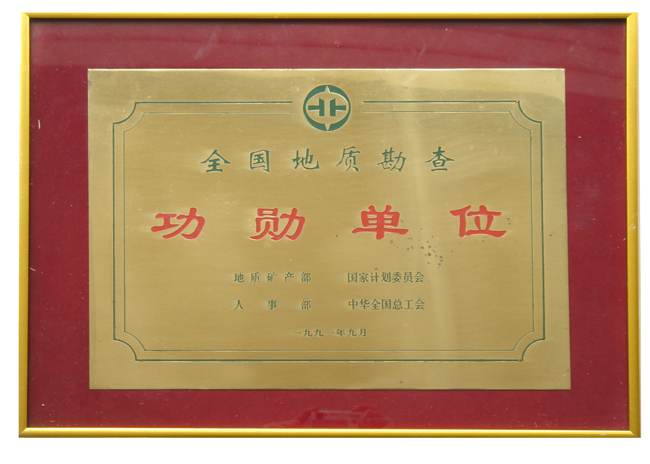 全国地质勘查
功勋单位
地质矿产部 国家计划委员会
人事部 中华全国总工会
一九九一年九月